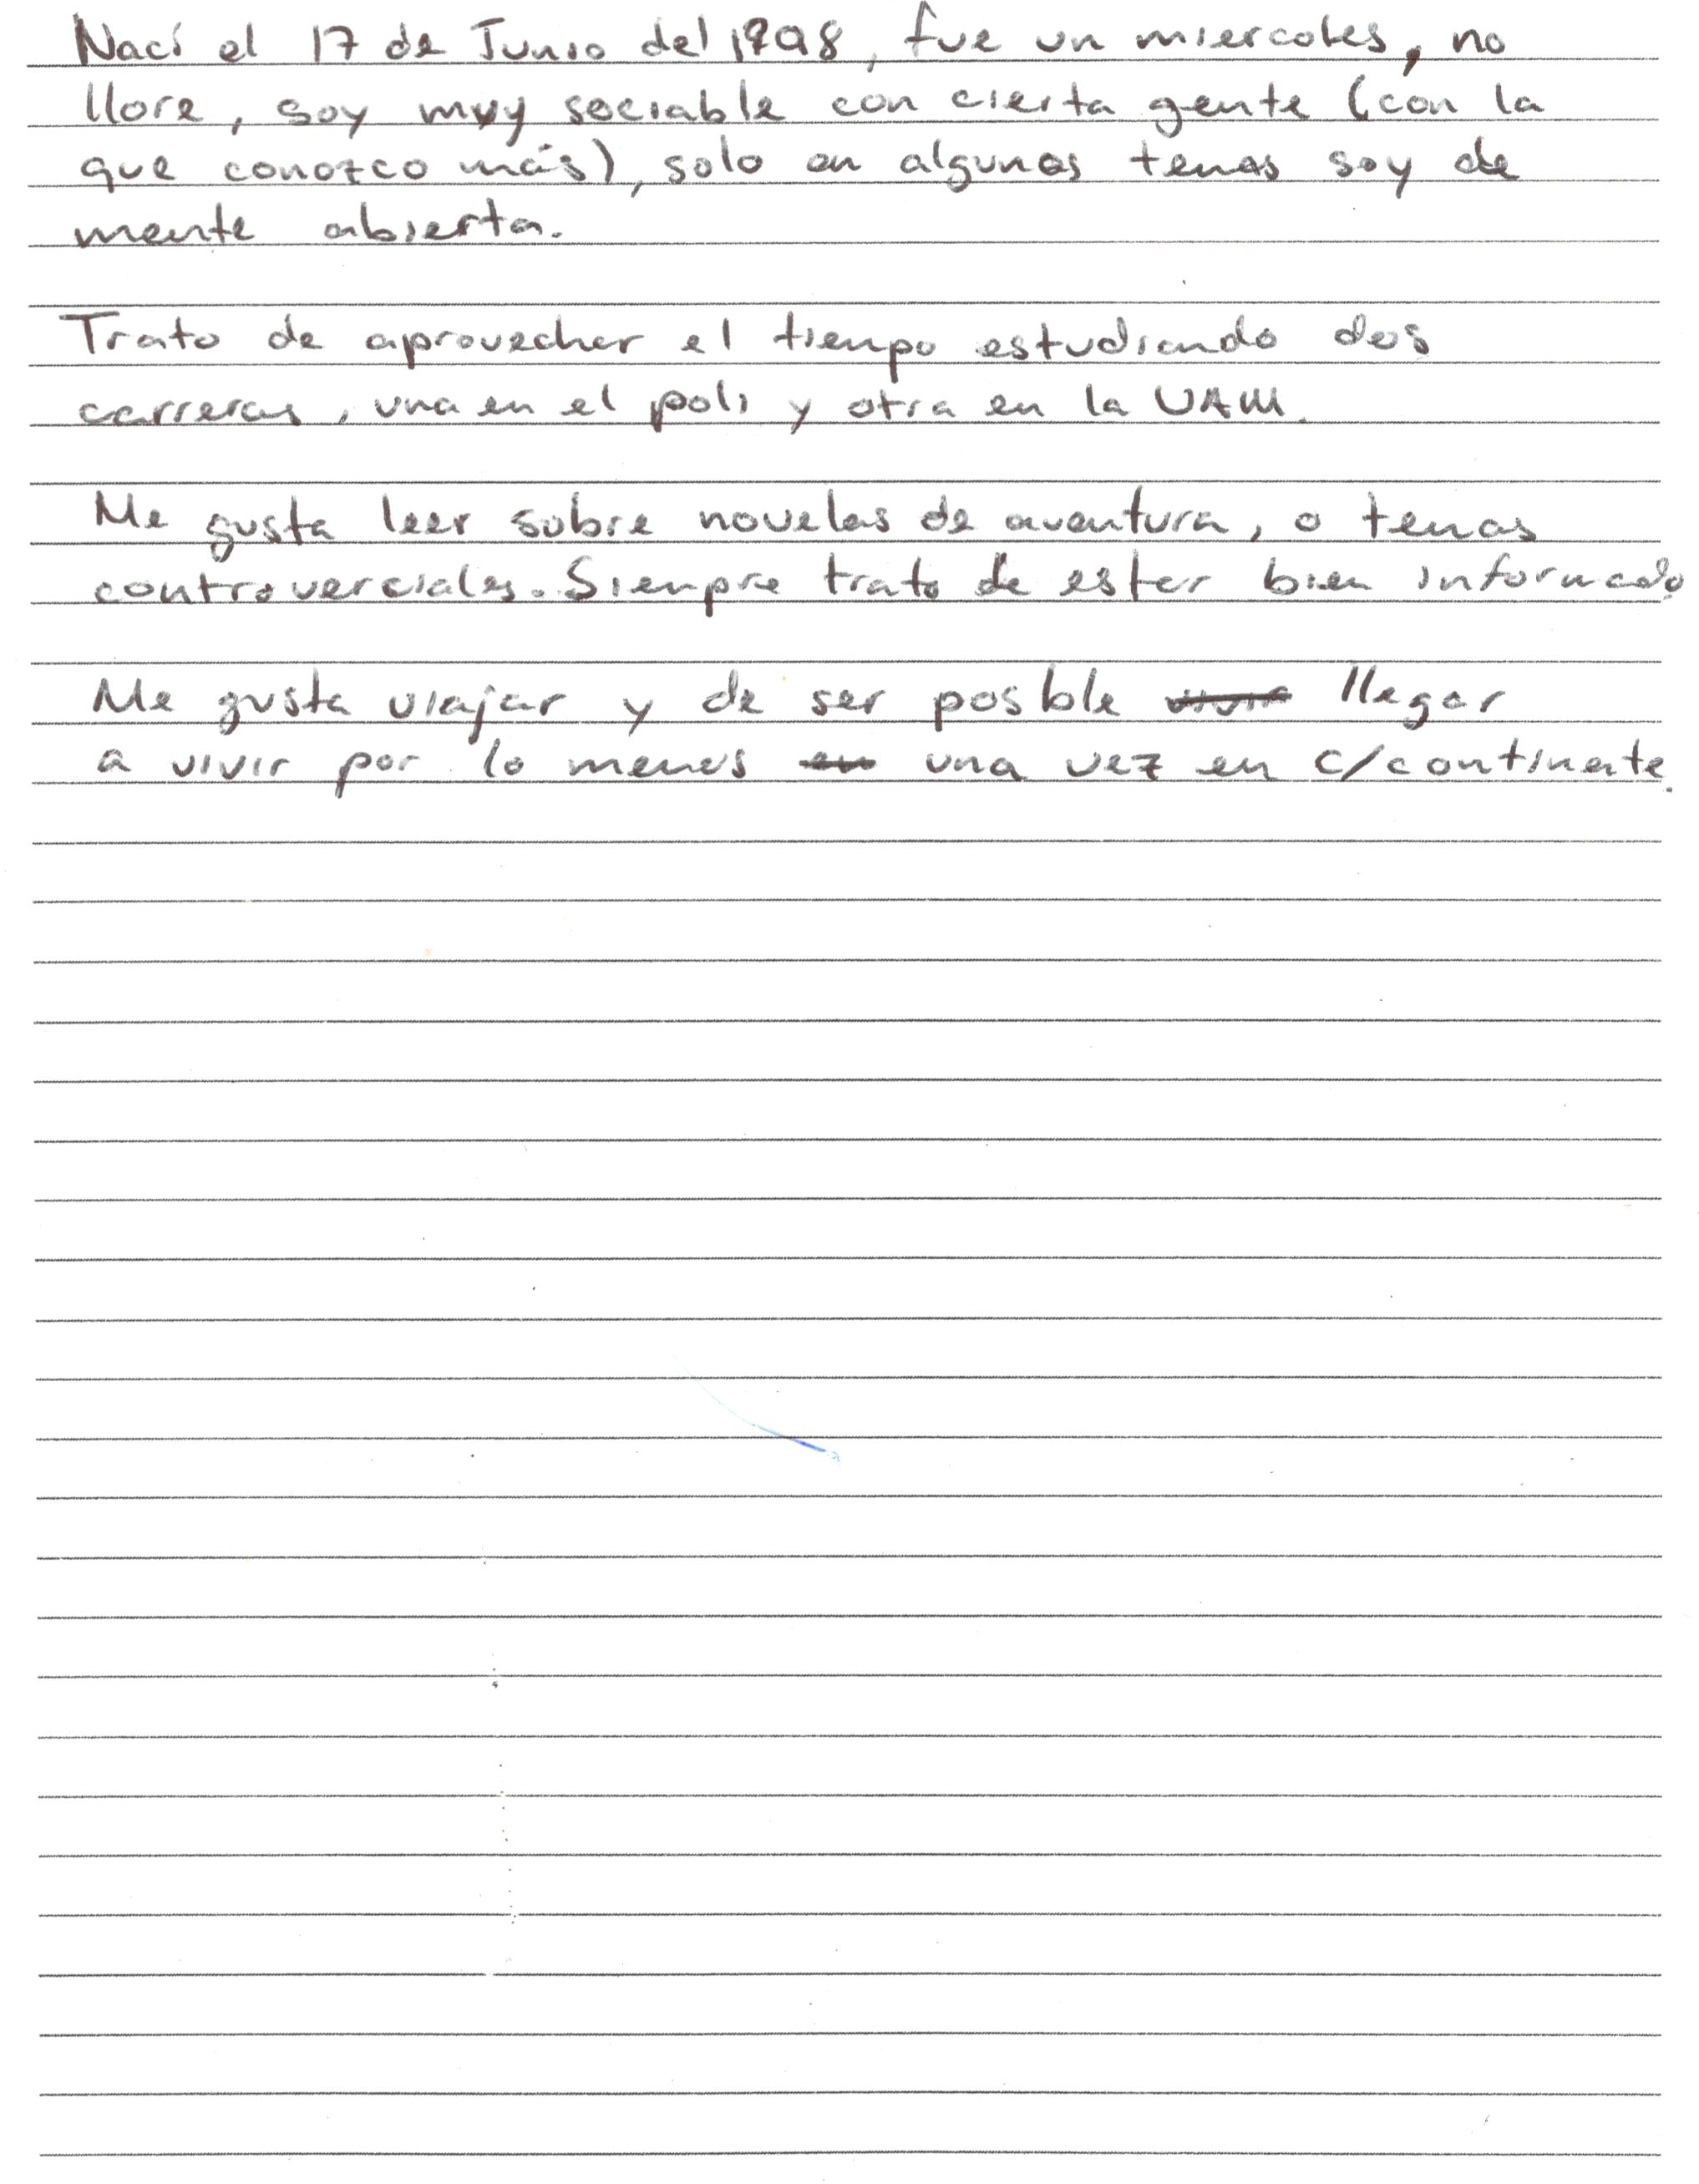 Nací el 17 de Junio del 1998, fue un miercoles, no
llore, soy muy sociable con cierta gente (con la
que conozco más), solo en algunos temas soy de
mente abierta.
Trato de aprovechar el tiempo estudiando dos
carreras, una en el poli y otra en la UAM.
Me gusta leer sobre novelas de aventura, o temas
controverciales. Siempre trato de estar bien informado
Me gusta viajar y de ser posble llegar
a vivir por lo menos en una vez en c/continente.